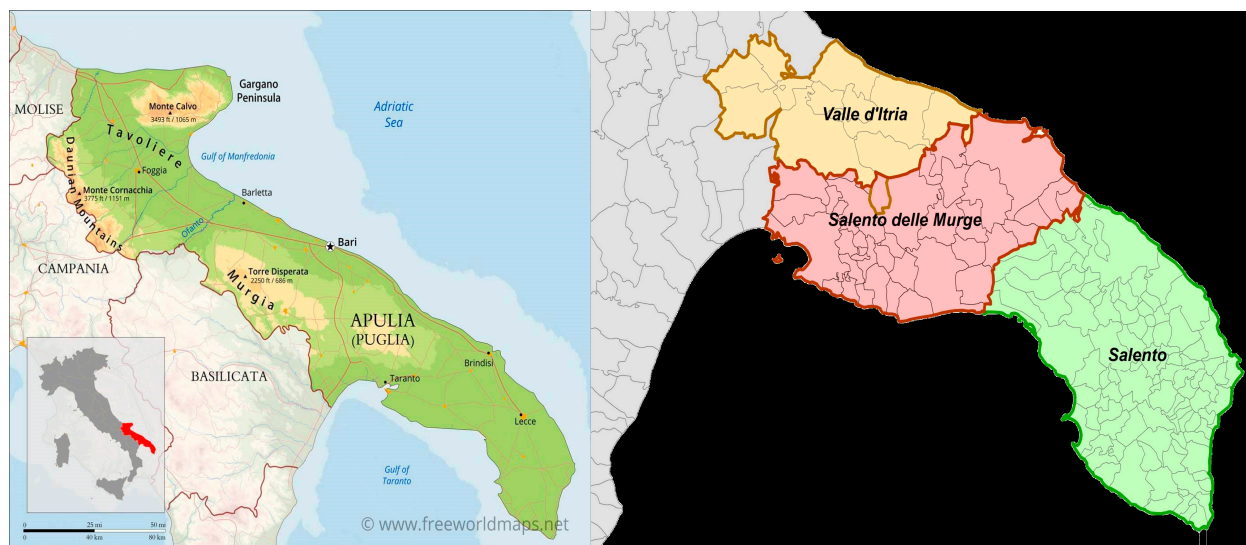 MOLISE
Gargano
Peninsula
Monte Calvo
3493 ft / 1065 m
Adriatic
Sea
Tavoliere
Gulf of Manfredonia
Foggia
Daunian Mountains
Monte Cornacchia
3775 ft / 1151 m
Barletta
Ofanto
Bari
CAMPANIA
Torre Disperata
2250 ft / 686 m
Murgia
APULIA
(PUGLIA)
BASILICATA
Brindisi
Taranto
Lecce
Gulf of
Taranto
0 25 mi 50 mi
0 40 km 80 km
© www.freeworldmaps.net
Valle d'Itria
Salento delle Murge
Salento